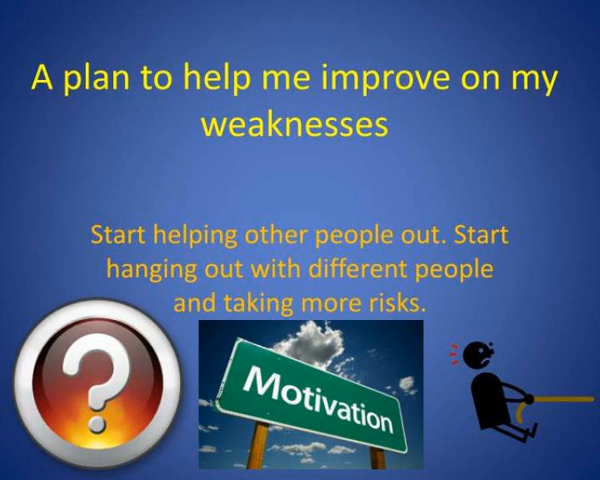 A plan to help me improve on my
weaknesses
Start helping other people out. Start
hanging out with different people
and taking more risks.
?
Motivation